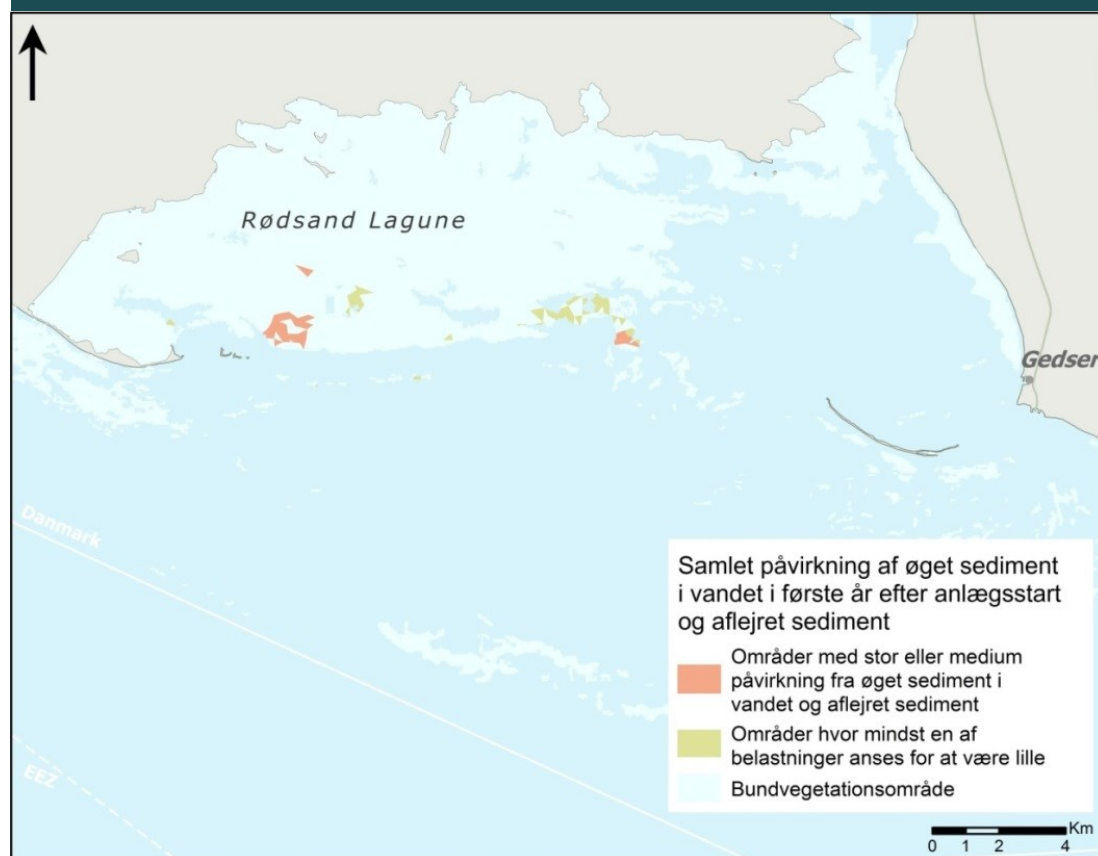 Rødsand Lagune
Gedser
Danmark
EEZ
Samlet påvirkning af øget sediment
i vandet i første år efter anlægsstart
og aflejret sediment
Områder med stor eller medium
påvirkning fra øget sediment i
vandet og aflejret sediment
Områder hvor mindst en af
belastninger anses for at være lille
Bundvegetationsområde
Km
0 1 2 4